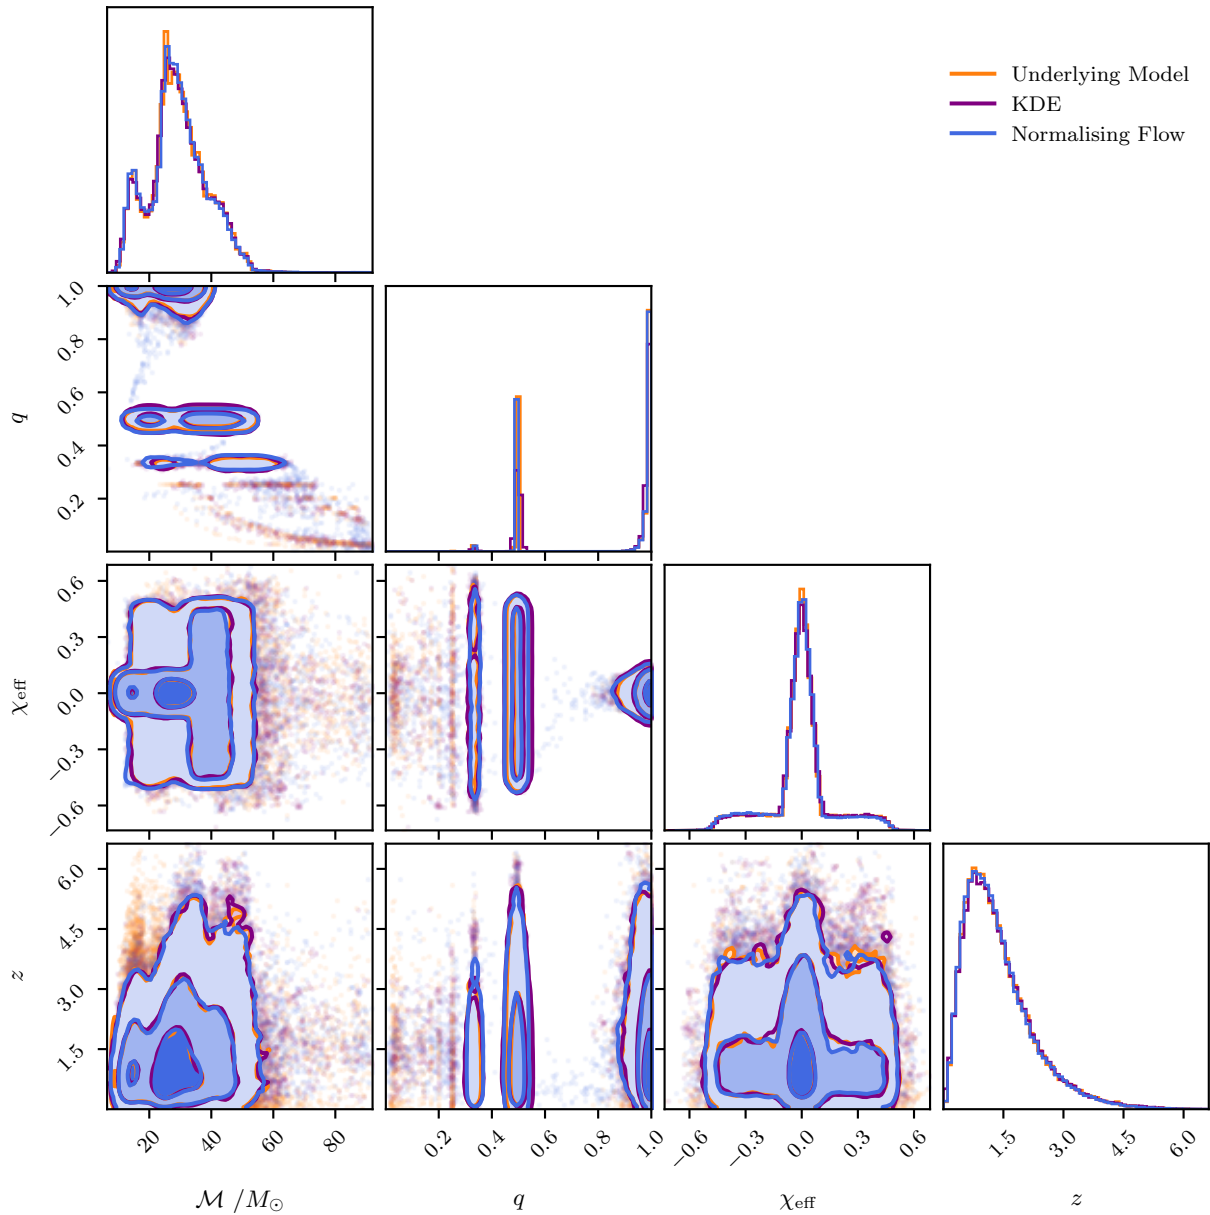 Underlying Model
KDE
Normalising Flow
1.0
0.8
0.6
0.4
0.2
q
0.6
0.3
0.0
−0.3
−0.6
χeff
6.0
4.5
3.0
1.5
z
20 40 60 80
0.2 0.4 0.6 0.8 1.0
−0.6 −0.3 0.0 0.3 0.6
1.5 3.0 4.5 6.0
ℳ /M⊙
q
χeff
z